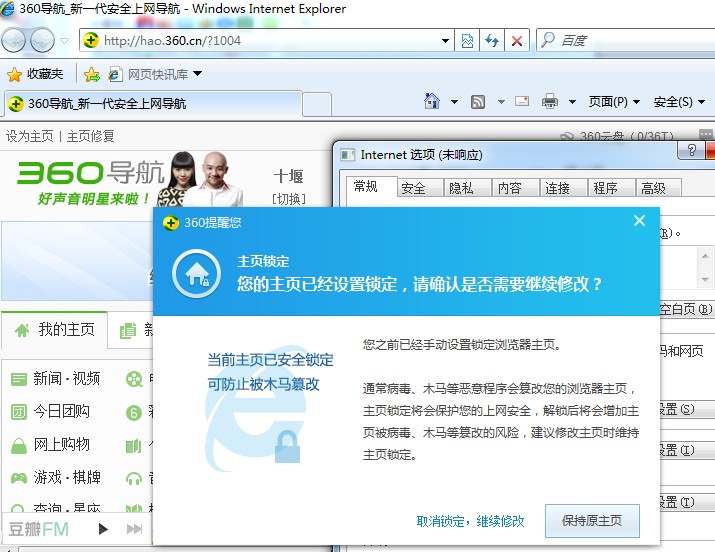 360导航_新一代安全上网导航 - Windows Internet Explorer
http://hao.360.cn/?1004
百度
收藏夹
网页快讯库
360导航_新一代安全上网导航
页面(P)
安全(S)
设为主页 | 主页修复
360云盘 (0/36T)
360导航
好声音明星来啦！
十堰
[切换]
Internet 选项 (未响应)
常规
安全
隐私
内容
连接
程序
高级
(R)。
空白页(B)
码和网页
设置(S)
设置(I)
设置(T)
我的主页
新
新闻·视频
今日团购
网上购物
游戏·棋牌
查询·星座
豆瓣FM
360提醒您
主页锁定
您的主页已经设置锁定，请确认是否需要继续修改？
当前主页已安全锁定
可防止被木马篡改
您之前已经手动设置锁定浏览器主页。
通常病毒、木马等恶意程序会篡改您的浏览器主页，
主页锁定将会保护您的上网安全，解锁后将会增加主
页被病毒、木马等篡改的风险，建议修改主页时维持
主页锁定。
取消锁定，继续修改
保持原主页